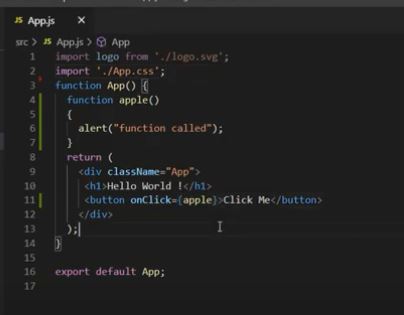 JS App.js ×
src > JS App.js > App
1 import logo from './logo.svg';
2 import './App.css';
3 function App() {
4 function apple()
5 {
6 alert("function called");
7 }
8 return (
9 <div className="App">
10 <h1>Hello World !</h1>
11 <button onClick={apple}>Click Me</button>
12 </div>
13 );
14 }
15
16 export default App;
17